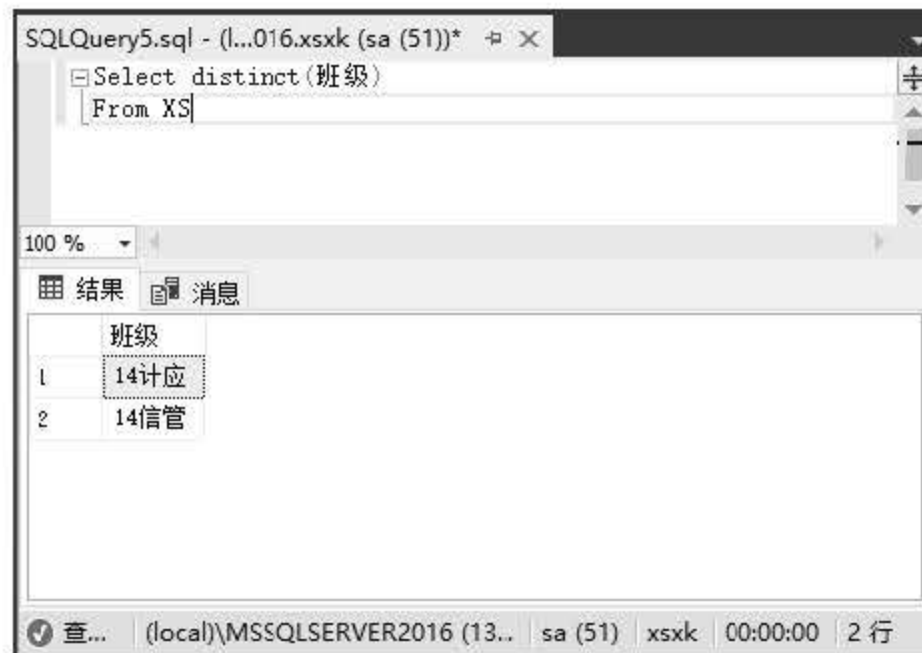 SQLQuery5.sql - (l...016.xsxk (sa (51))*
Select distinct(班级)
From XS
100 %
结果 消息
班级
1 14计应
2 14信管
查... (local)\MSSQLSERVER2016 (13... sa (51) xsxk 00:00:00 2 行